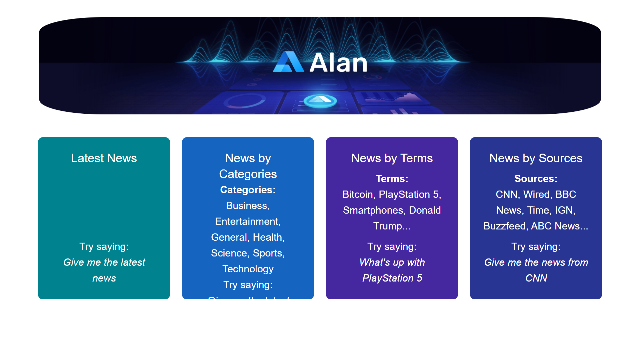 Alan
Latest News
Try saying:
Give me the latest
news
News by
Categories
Categories:
Business,
Entertainment,
General, Health,
Science, Sports,
Technology
Try saying:
News by Terms
Terms:
Bitcoin, PlayStation 5,
Smartphones, Donald
Trump...
Try saying:
What's up with
PlayStation 5
News by Sources
Sources:
CNN, Wired, BBC
News, Time, IGN,
Buzzfeed, ABC News...
Try saying:
Give me the news from
CNN